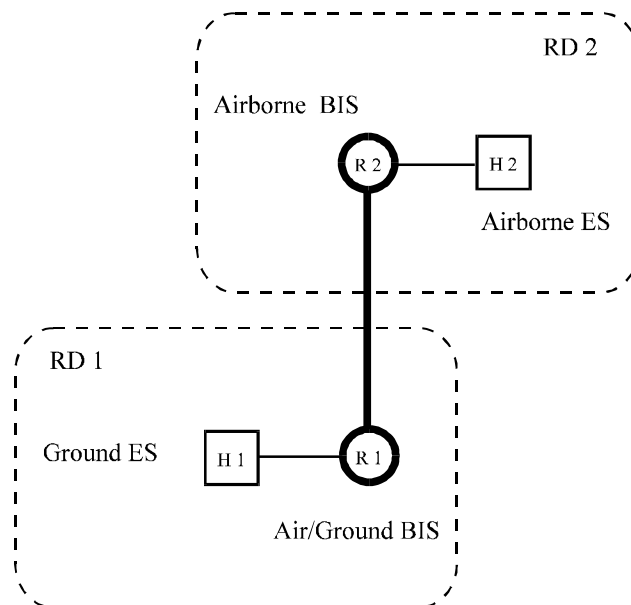 RD 2
Airborne BIS
R 2
H 2
Airborne ES
RD 1
Ground ES
H 1
R 1
Air/Ground BIS